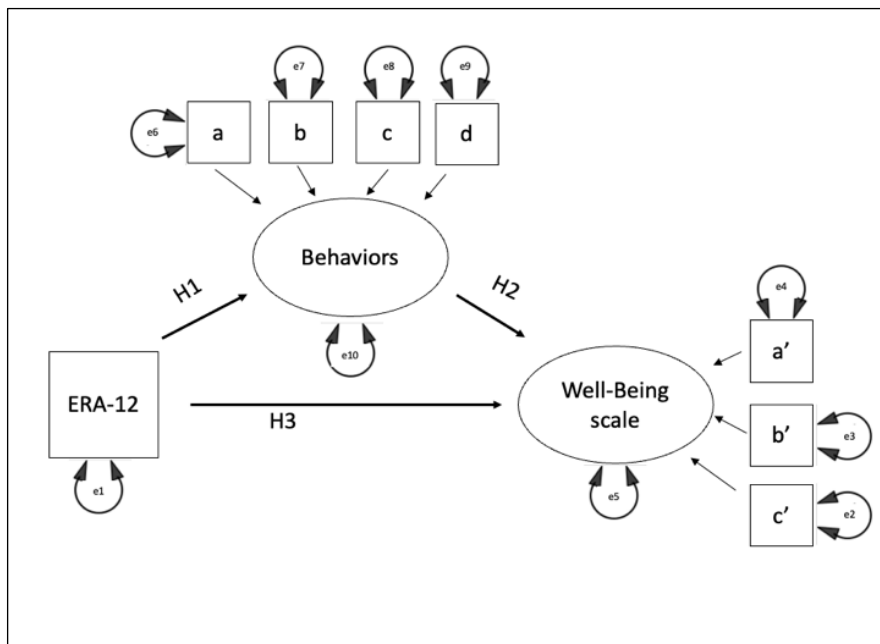 e7
e8
e9
e6
a
b
c
d
Behaviors
H1
H2
e4
e10
a’
ERA-12
Well-Being
scale
H3
b’
e3
e1
e5
c’
e2